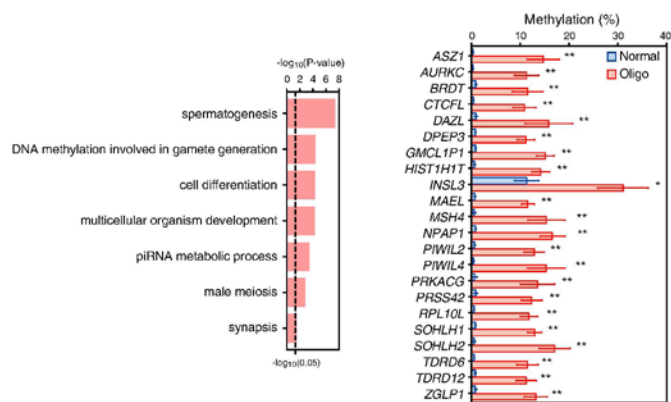 -log10(P-value)
0 2 4 6 8
spermatogenesis
DNA methylation involved in gamete generation
cell differentiation
multicellular organism development
piRNA metabolic process
male meiosis
synapsis
-log10(0.05)
Methylation (%)
0 10 20 30 40
Normal
Oligo
ASZ1 **
AURKC **
BRDT **
CTCFL **
DAZL **
DPEP3 **
GMCL1P1 **
HIST1H1T **
INSL3 *
MAEL **
MSH4 **
NPAP1 **
PIWIL2 **
PIWIL4 **
PRKACG **
PRSS42 **
RPL10L **
SOHLH1 **
SOHLH2 **
TDRD6 **
TDRD12 **
ZGLP1 **